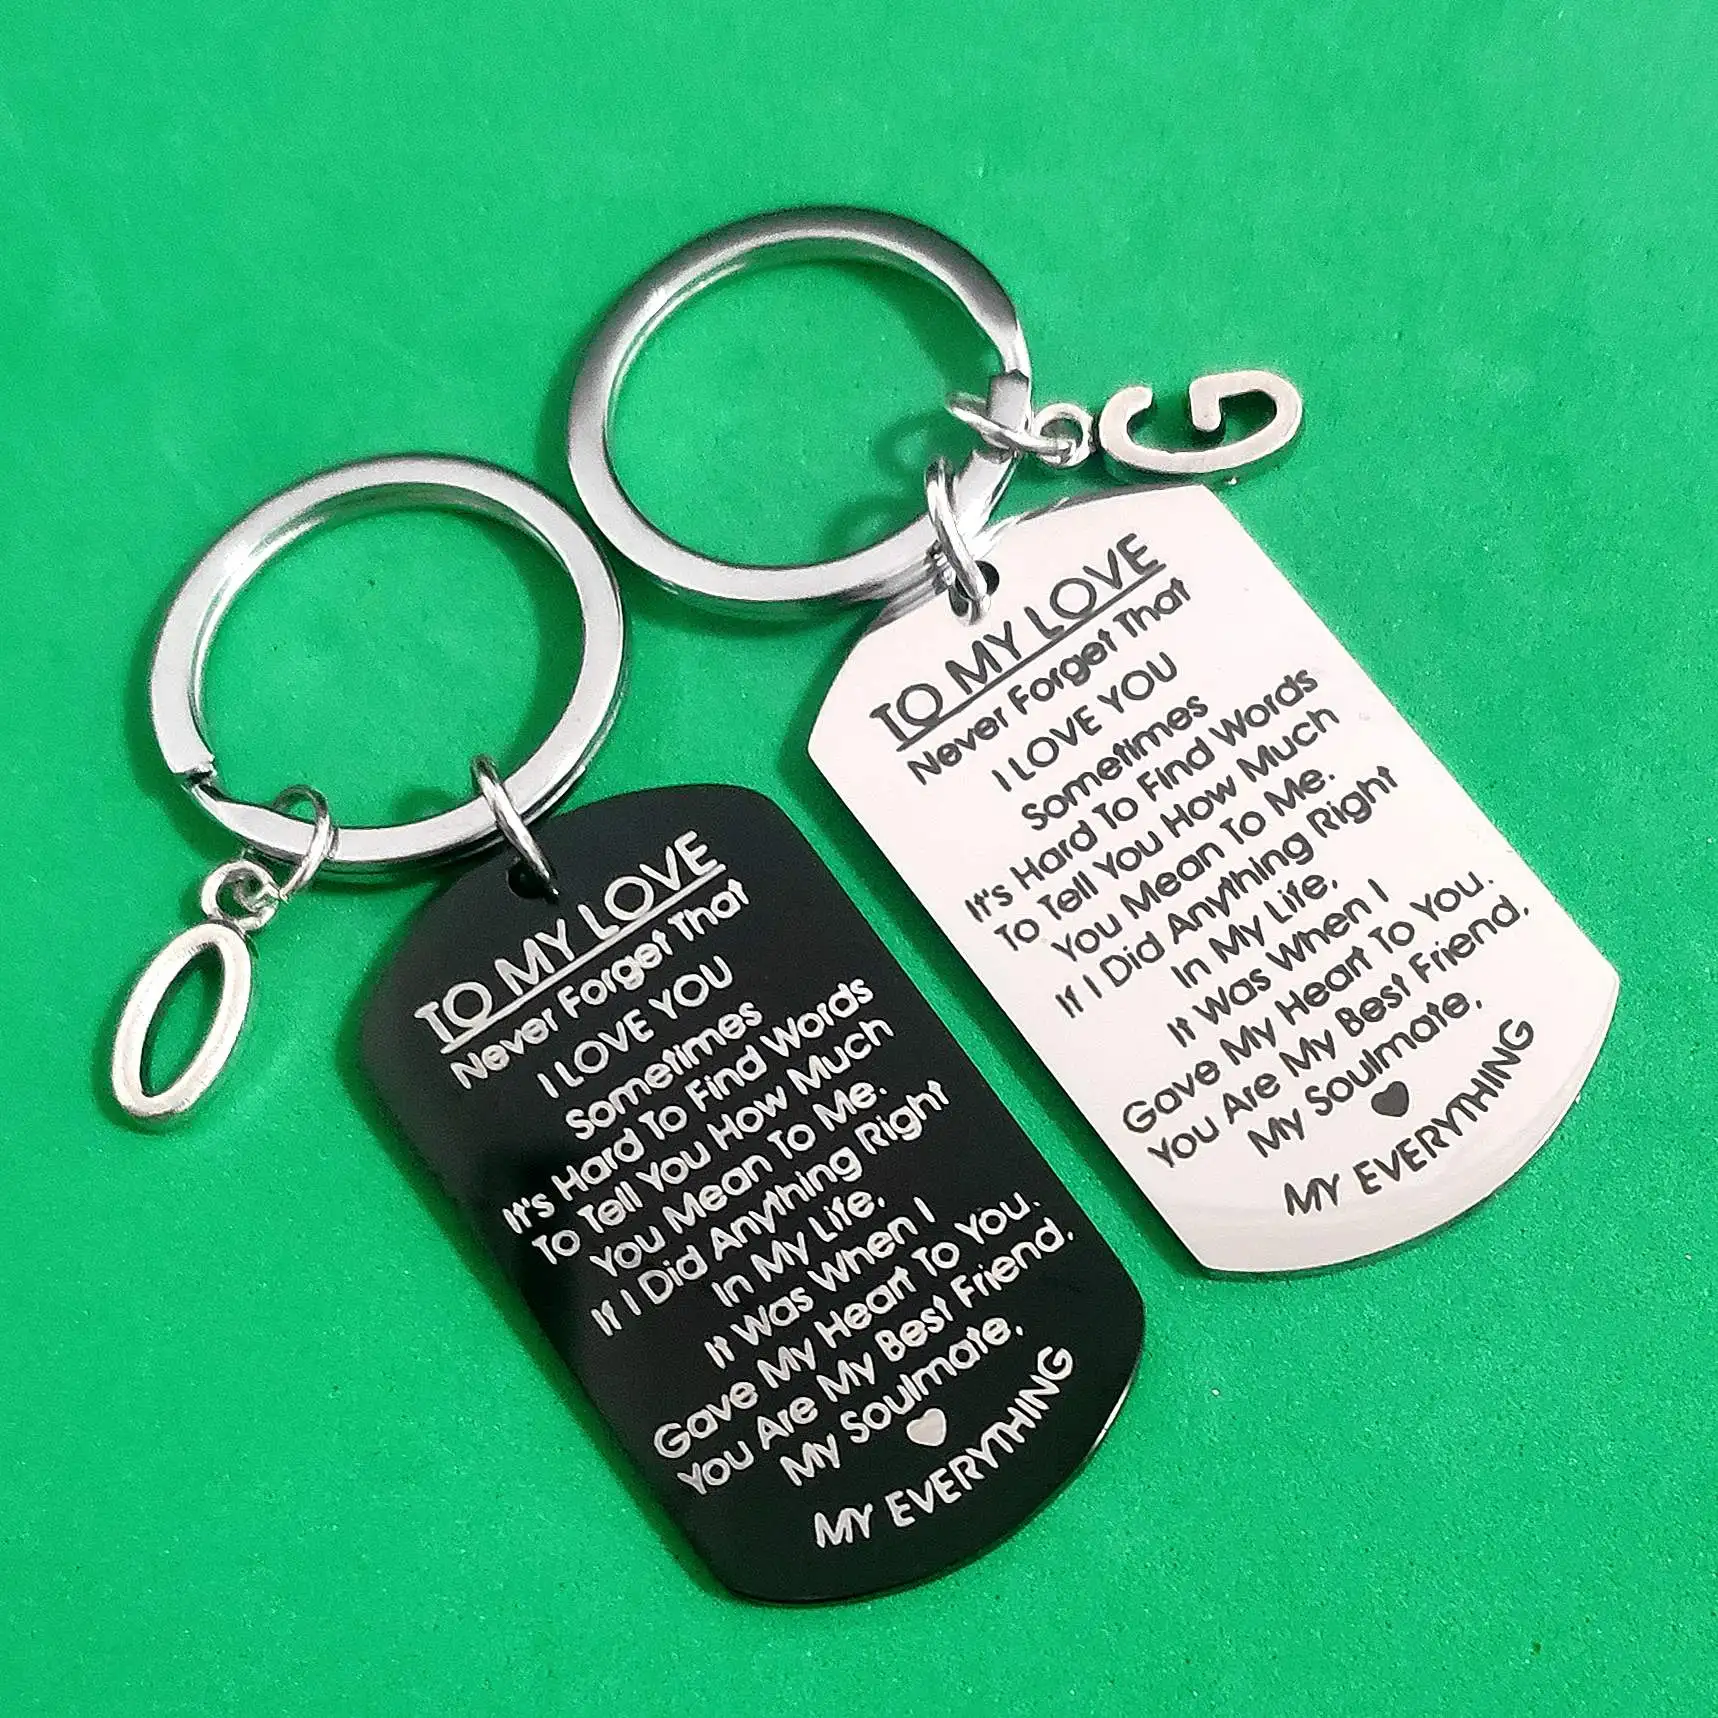 O
TO MY LOVE
Never Forget That
I LOVE YOU
Sometimes
It's Hard To Find Words
To Tell You How Much
You Mean To Me.
If I Did Anything Right
In My Life,
It Was When I
Gave My Heart To You.
You Are My Best Friend,
My Soulmate,
MY EVERYTHING
G
TO MY LOVE
Never Forget That
I LOVE YOU
Sometimes
It's Hard To Find Words
To Tell You How Much
You Mean To Me.
If I Did Anything Right
In My Life,
It Was When I
Gave My Heart To You.
You Are My Best Friend,
My Soulmate,
MY EVERYTHING